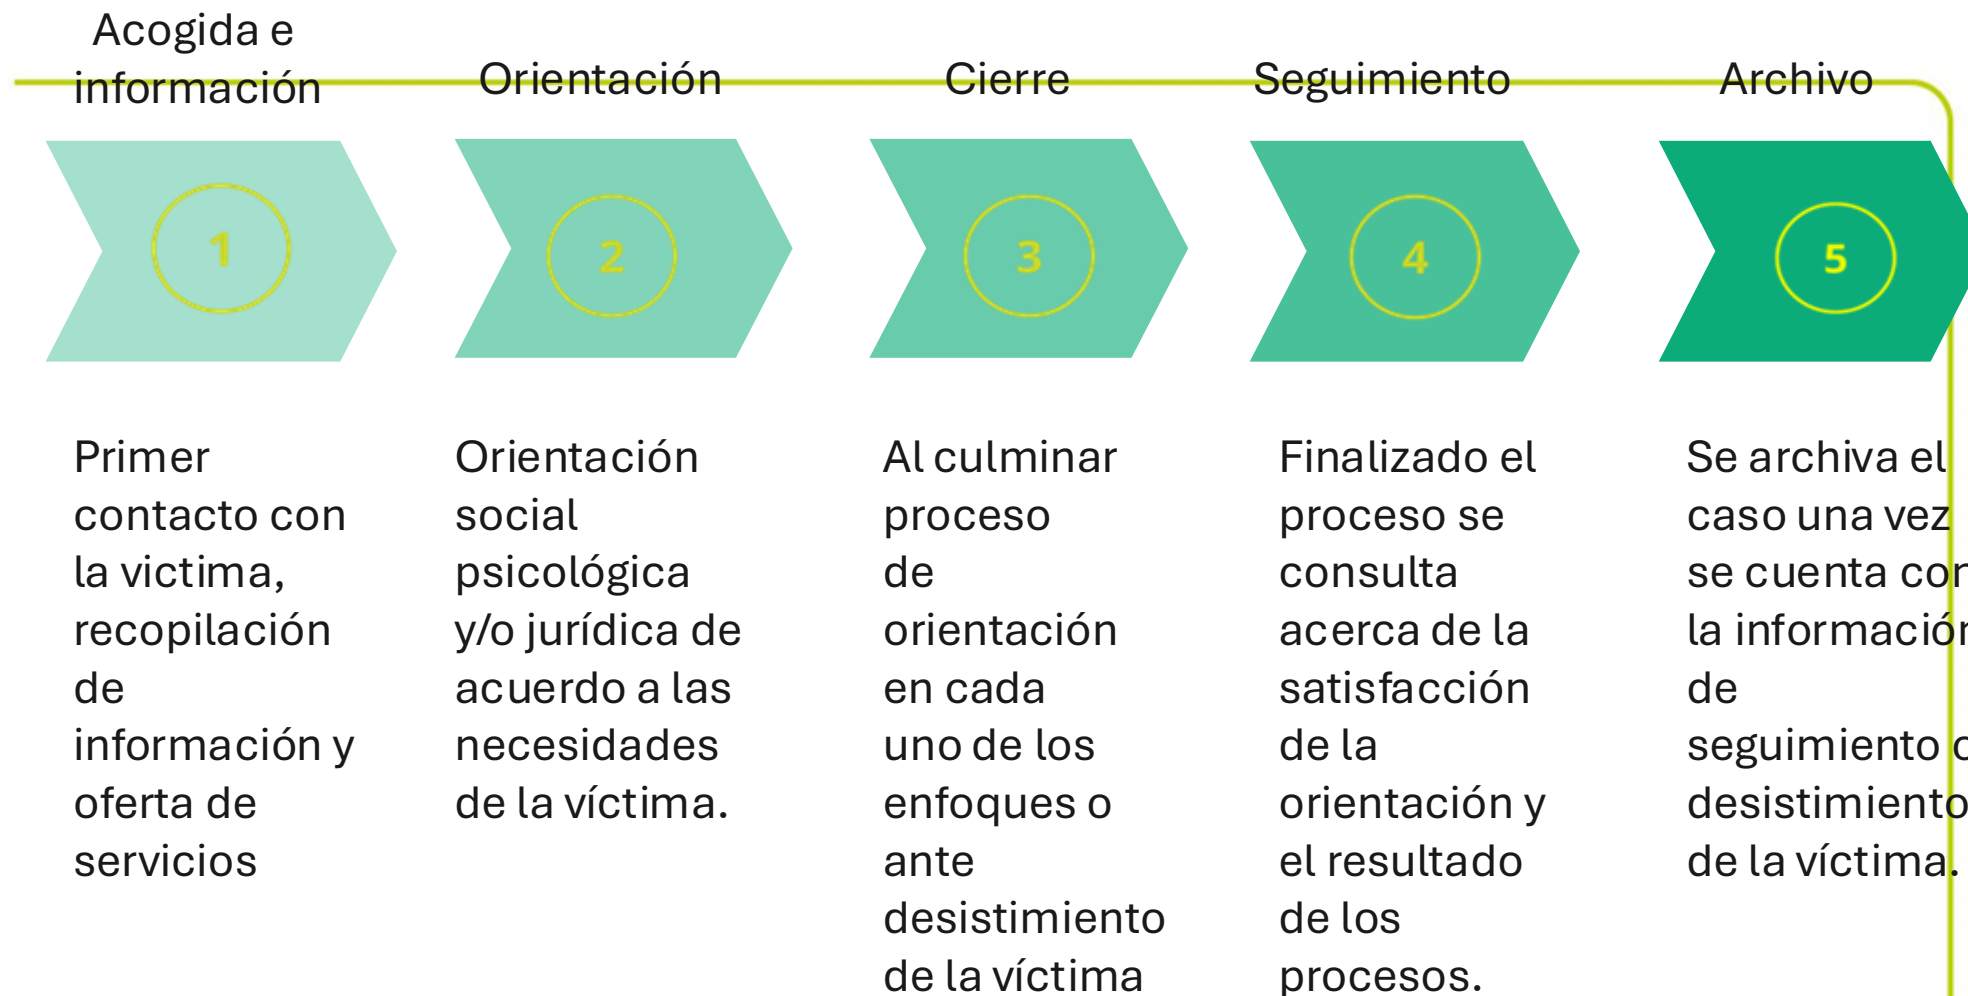 Acogida e
información
Orientación
Cierre
Seguimiento
Archivo
1
2
3
4
5
Primer
contacto con
la victima,
recopilación
de
información y
oferta de
servicios
Orientación
social
psicológica
y/o jurídica de
acuerdo a las
necesidades
de la víctima.
Al culminar
proceso
de
orientación
en cada
uno de los
enfoques o
ante
desistimiento
de la víctima
Finalizado el
proceso se
consulta
acerca de la
satisfacción
de la
orientación y
el resultado
de los
procesos.
Se archiva el
caso una vez
se cuenta con
la información
de
seguimiento o
desistimiento
de la víctima.